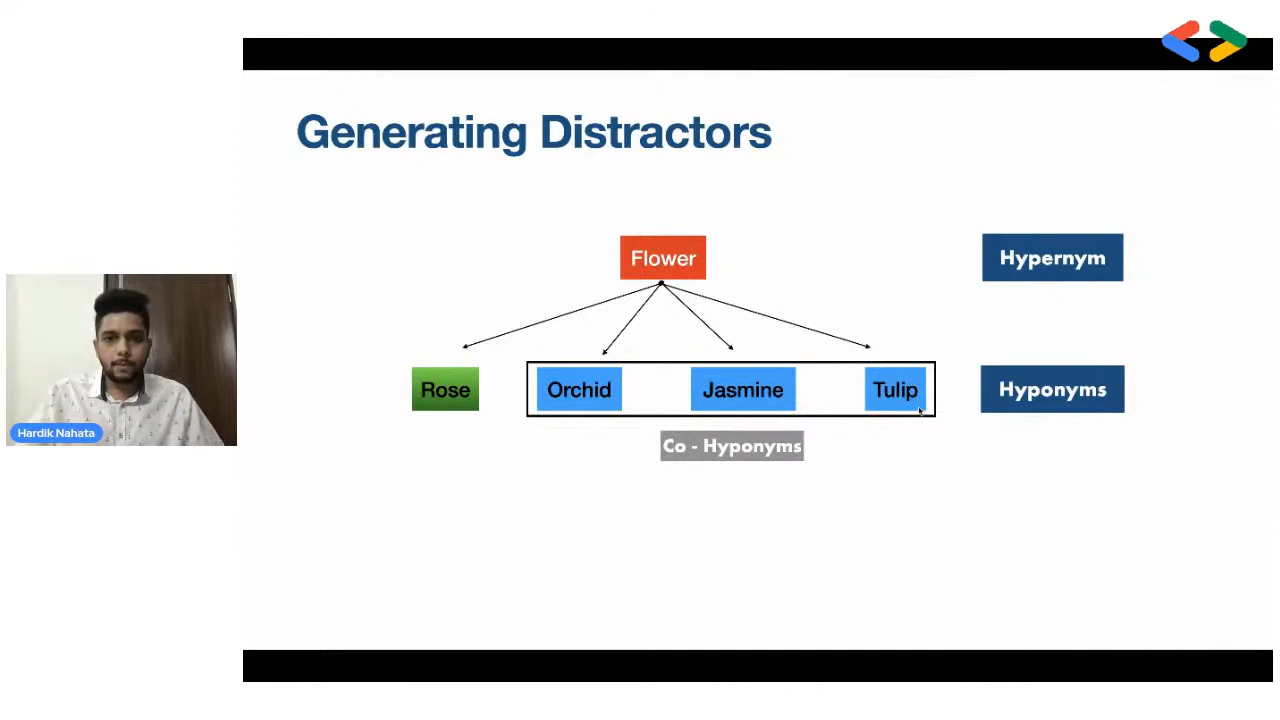 Generating Distractors
Flower
Hypernym
Rose
Orchid
Jasmine
Tulip
Hyponyms
Co - Hyponyms
Hardik Nahata